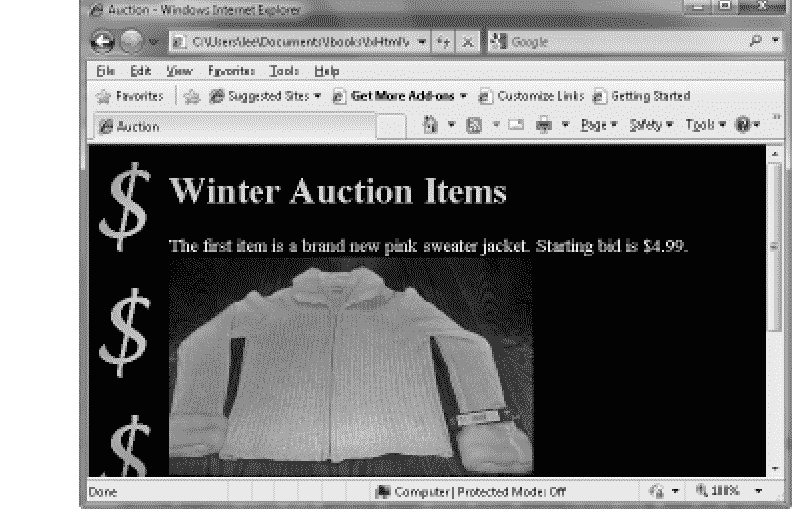 Auction - Windows Internet Explorer
Google
File Edit View Favorites Tools Help
Favorites Suggested Sites Get More Add-ons Customize Links Getting Started
Auction Page Safety Tools
$ Winter Auction Items
The first item is a brand new pink sweater jacket. Starting bid is $4.99.
$
$
Done Computer | Protected Mode: Off 100%